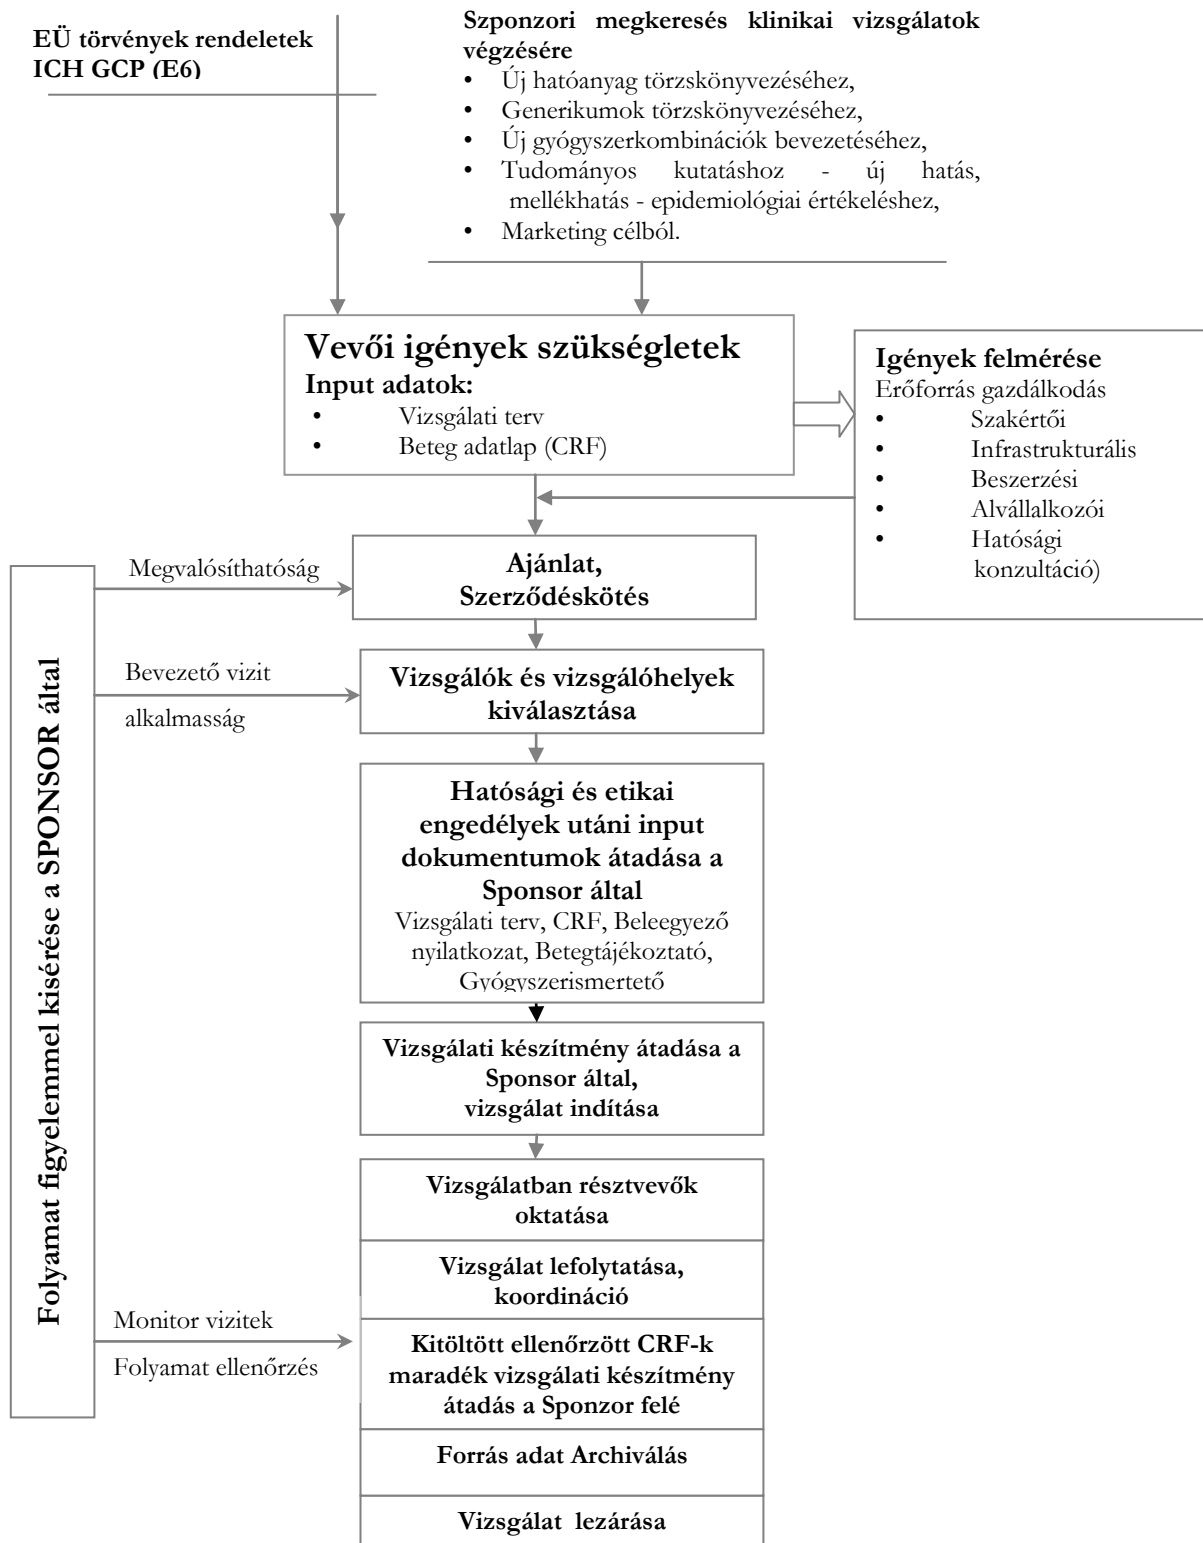 EÜ törvények rendeletek
ICH GCP (E6)
Szponzori megkeresés klinikai vizsgálatok
végzésére
• Új hatóanyag törzskönyvezéséhez,
• Generikumok törzskönyvezéséhez,
• Új gyógyszerkombinációk bevezetéséhez,
• Tudományos kutatáshoz - új hatás,
mellékhatás - epidemiológiai értékeléshez,
• Marketing célból.
Vevői igények szükségletek
Input adatok:
• Vizsgálati terv
• Beteg adatlap (CRF)
Igények felmérése
Erőforrás gazdálkodás
• Szakértői
• Infrastrukturális
• Beszerzési
• Alvállalkozói
• Hatósági
konzultáció)
Folyamat figyelemmel kisérése a SPONSOR által
Megvalósíthatóság
Ajánlat,
Szerződéskötés
Bevezető vizit
alkalmasság
Vizsgálók és vizsgálóhelyek
kiválasztása
Hatósági és etikai
engedélyek utáni input
dokumentumok átadása a
Sponsor által
Vizsgálati terv, CRF, Beleegyező
nyilatkozat, Betegtájékoztató,
Gyógyszerismertető
Vizsgálati készítmény átadása a
Sponsor által,
vizsgálat indítása
Vizsgálatban résztvevők
oktatása
Vizsgálat lefolytatása,
koordináció
Monitor vizitek
Folyamat ellenőrzés
Kitöltött ellenőrzött CRF-k
maradék vizsgálati készítmény
átadás a Sponzor felé
Forrás adat Archiválás
Vizsgálat lezárása